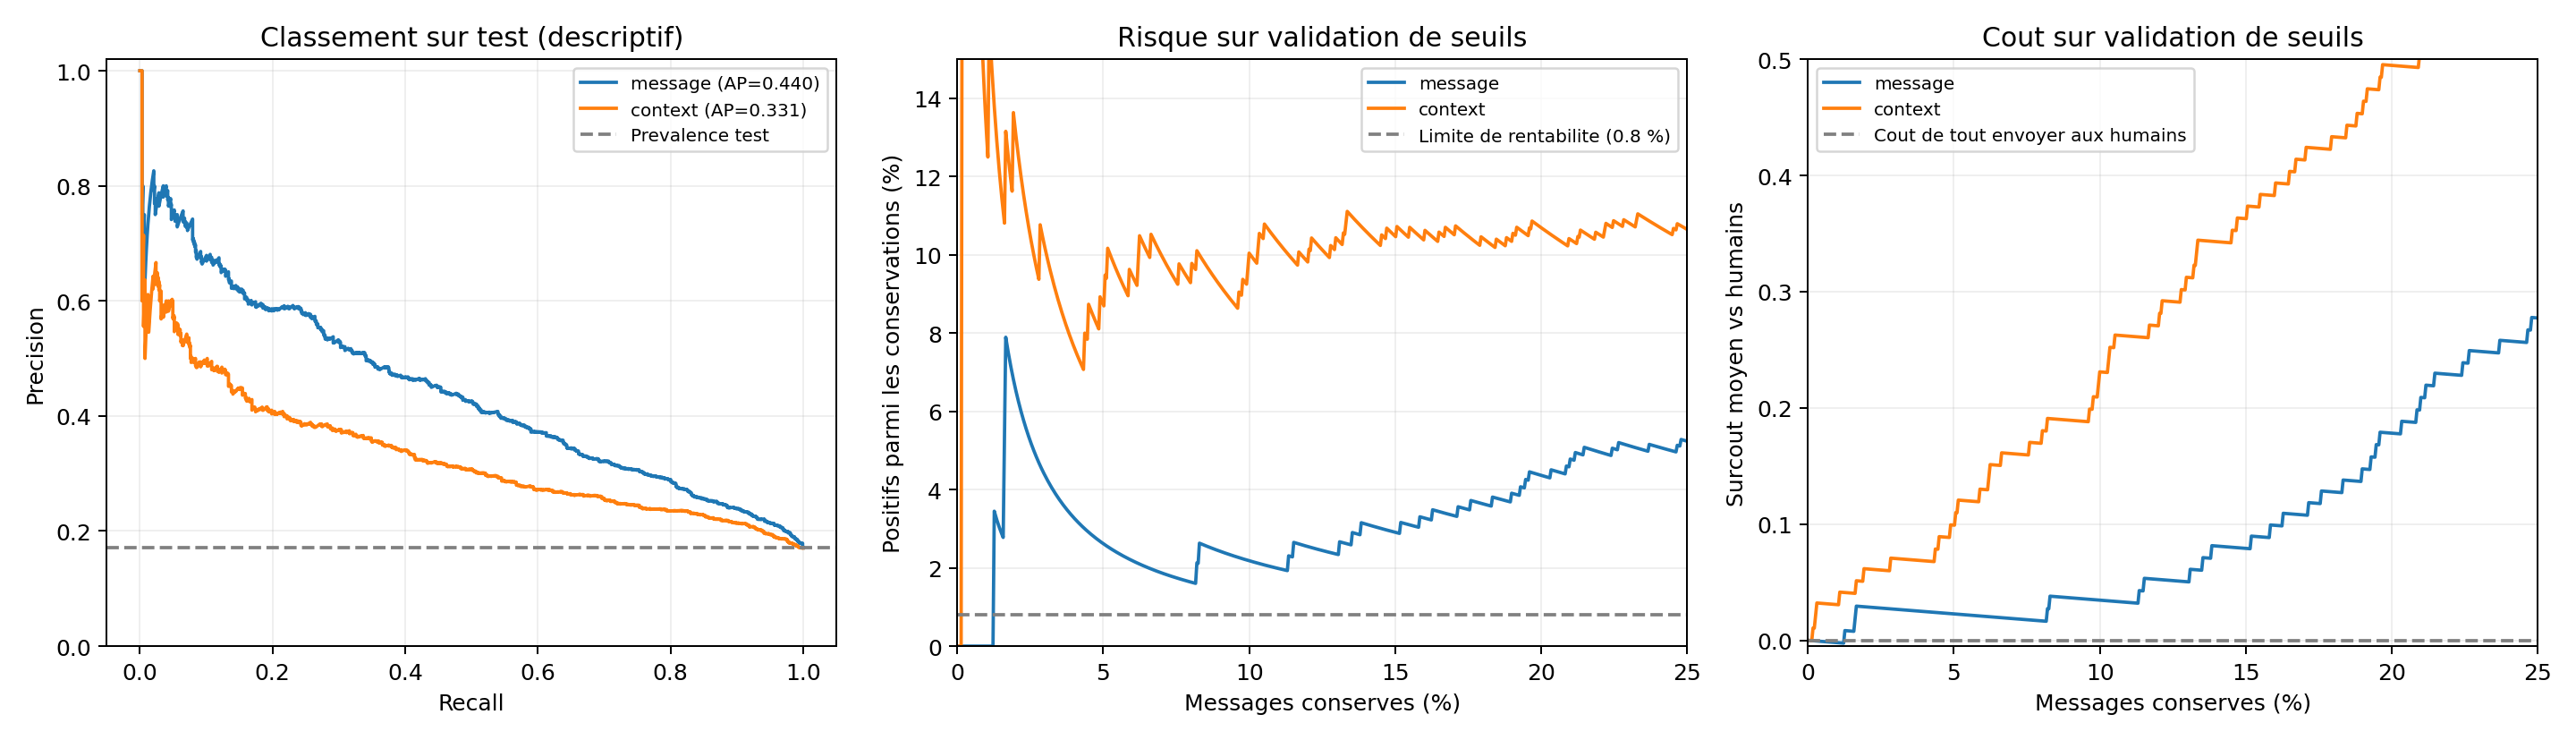 Classement sur test (descriptif)
Precision
1.0
0.8
0.6
0.4
0.2
0.0
message (AP=0.440)
context (AP=0.331)
Prevalence test
0.0
0.2
0.4
0.6
0.8
1.0
Recall
Risque sur validation de seuils
Positifs parmi les conservations (%)
14
12
10
8
6
4
2
0
message
context
Limite de rentabilite (0.8 %)
0
5
10
15
20
25
Messages conserves (%)
Cout sur validation de seuils
Surcout moyen vs humains
0.5
0.4
0.3
0.2
0.1
0.0
message
context
Cout de tout envoyer aux humains
0
5
10
15
20
25
Messages conserves (%)